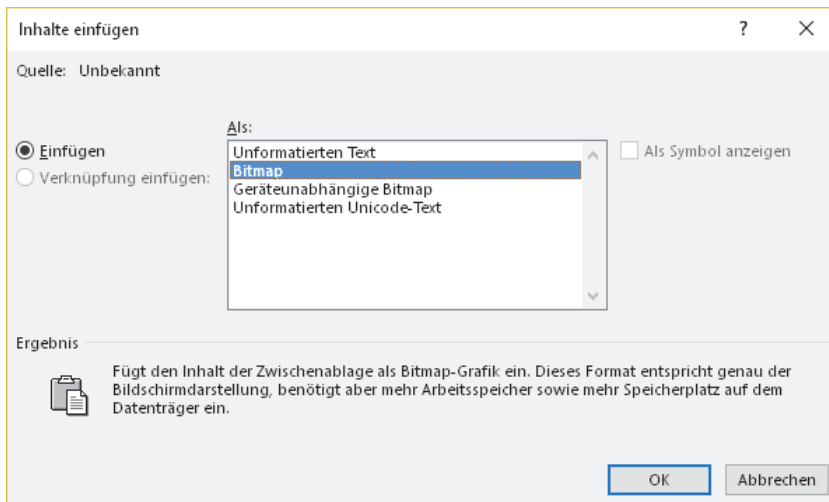 Inhalte einfügen
Quelle: Unbekannt
Als:
Einfügen
Verknüpfung einfügen:
Unformatierten Text
Bitmap
Geräteunabhängige Bitmap
Unformatierten Unicode-Text
Als Symbol anzeigen
Ergebnis
Fügt den Inhalt der Zwischenablage als Bitmap-Grafik ein. Dieses Format entspricht genau der
Bildschirmdarstellung, benötigt aber mehr Arbeitsspeicher sowie mehr Speicherplatz auf dem
Datenträger ein.
OK Abbrechen